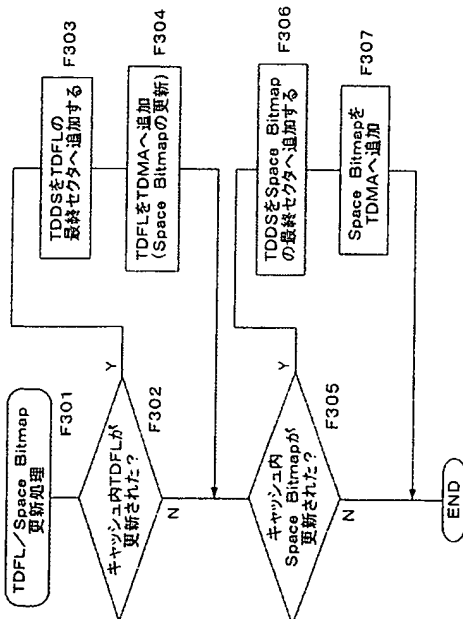 TDFL／Space Bitmap
更新処理
F301
キャッシュ内TDFLが
更新された？
F302
Y
N
TDDSをTDFLの
最終セクタへ追加する
F303
TDFLをTDMAへ追加
(Space Bitmapの更新)
F304
キャッシュ内
Space Bitmapが
更新された？
F305
Y
N
TDDSをSpace Bitmap
の最終セクタへ追加する
F306
Space Bitmapを
TDMAへ追加
F307
END